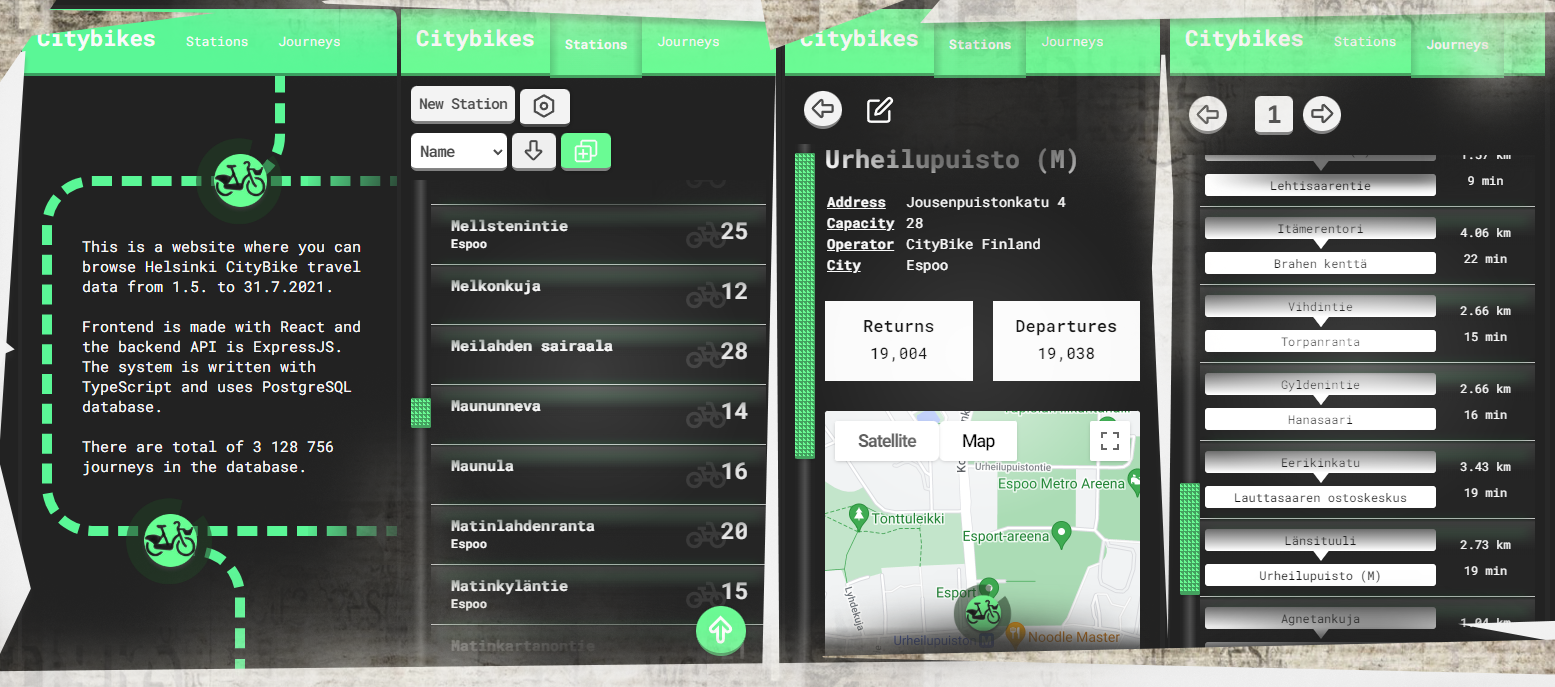 Citybikes Stations Journeys
This is a website where you can
browse Helsinki CityBike travel
data from 1.5. to 31.7.2021.
Frontend is made with React and
the backend API is ExpressJS.
The system is written with
TypeScript and uses PostgreSQL
database.
There are total of 3 128 756
journeys in the database.
Citybikes Stations Journeys
New Station
Name
Mellstenintie 25
Espoo
Melkonkuja 12
Meilahden sairaala 28
Maununneva 14
Maunula 16
Matinlahdenranta 20
Espoo
Matinkyläntie 15
Espoo
Matinkartanontie
Citybikes Stations Journeys
Urheilupuisto (M)
Address Jousenpuistonkatu 4
Capacity 28
Operator CityBike Finland
City Espoo
Returns
19,004
Departures
19,038
Satellite Map
Urheilupuistontie
Espoo Metro Areena
Tonttuleikki
Esport-areena
Esport
Lyhdekuja
Urheilupuiston
Noodle Master
Citybikes Stations Journeys
1
1.57 km
Lehtisaarentie 9 min
Itämerentori 4.06 km
Brahen kenttä 22 min
Vihdintie 2.66 km
Torpanranta 15 min
Gyldenintie 2.66 km
Hanasaari 16 min
Eerikinkatu 3.43 km
Lauttasaaren ostoskeskus 19 min
Länsituuli 2.73 km
Urheilupuisto (M) 19 min
Agnetankuja 1.04 km